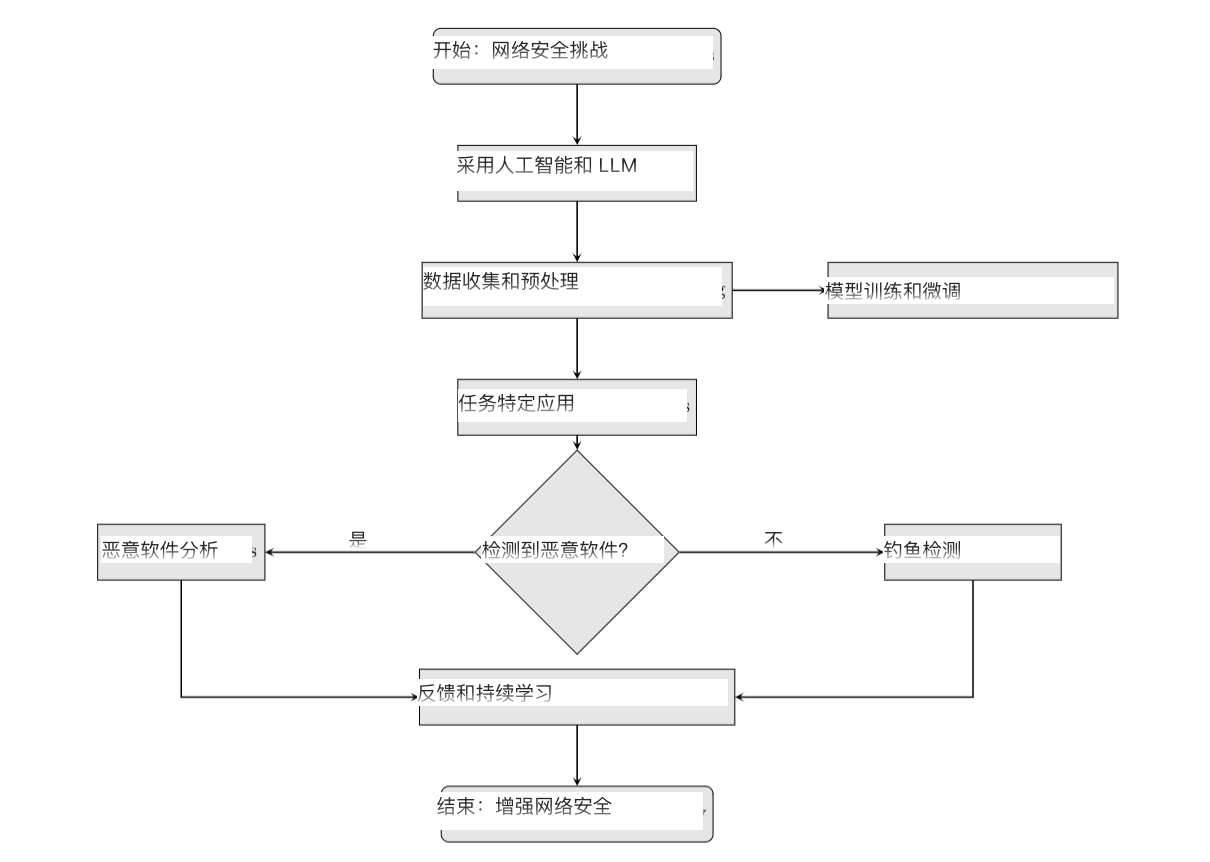 开始：网络安全挑战
采用人工智能和 LLM
数据收集和预处理
模型训练和微调
任务特定应用
恶意软件分析
是
检测到恶意软件?
不
钓鱼检测
反馈和持续学习
结束：增强网络安全